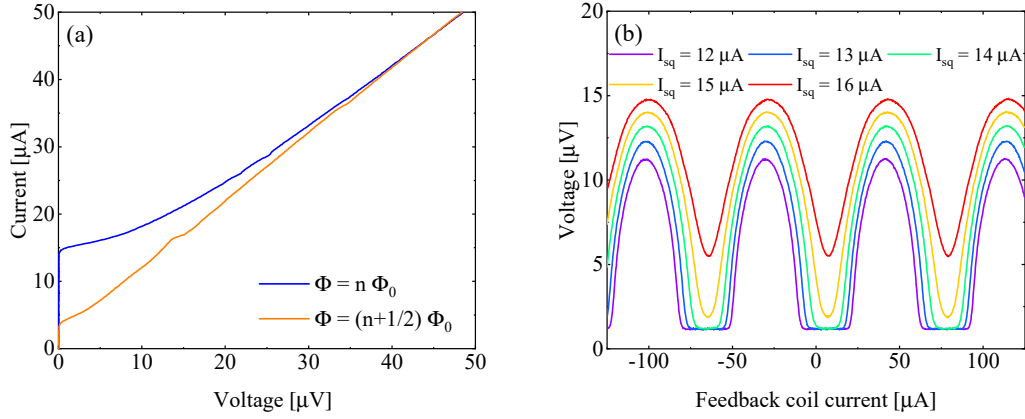 (a)
50
40
30
20
10
0
Current [μA]
Φ = n Φ0
Φ = (n+1/2) Φ0
0 10 20 30 40 50
Voltage [μV]
(b)
20
15
10
5
0
Voltage [μV]
Isq = 12 μA Isq = 13 μA Isq = 14 μA
Isq = 15 μA Isq = 16 μA
-100 -50 0 50 100
Feedback coil current [μA]